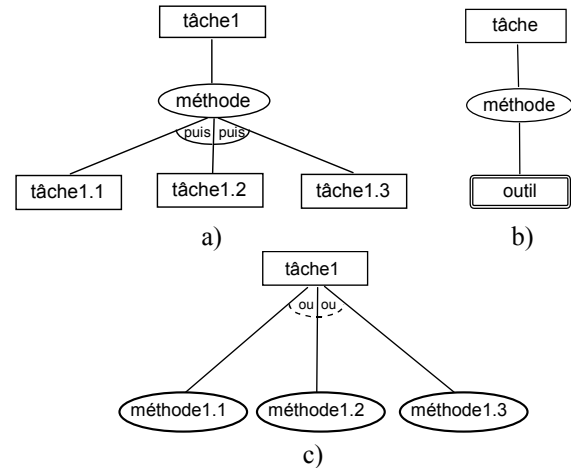 tâche1
méthode
puis puis
tâche1.1 tâche1.2 tâche1.3
a)
tâche
méthode
outil
b)
tâche1
ou ou
méthode1.1 méthode1.2 méthode1.3
c)